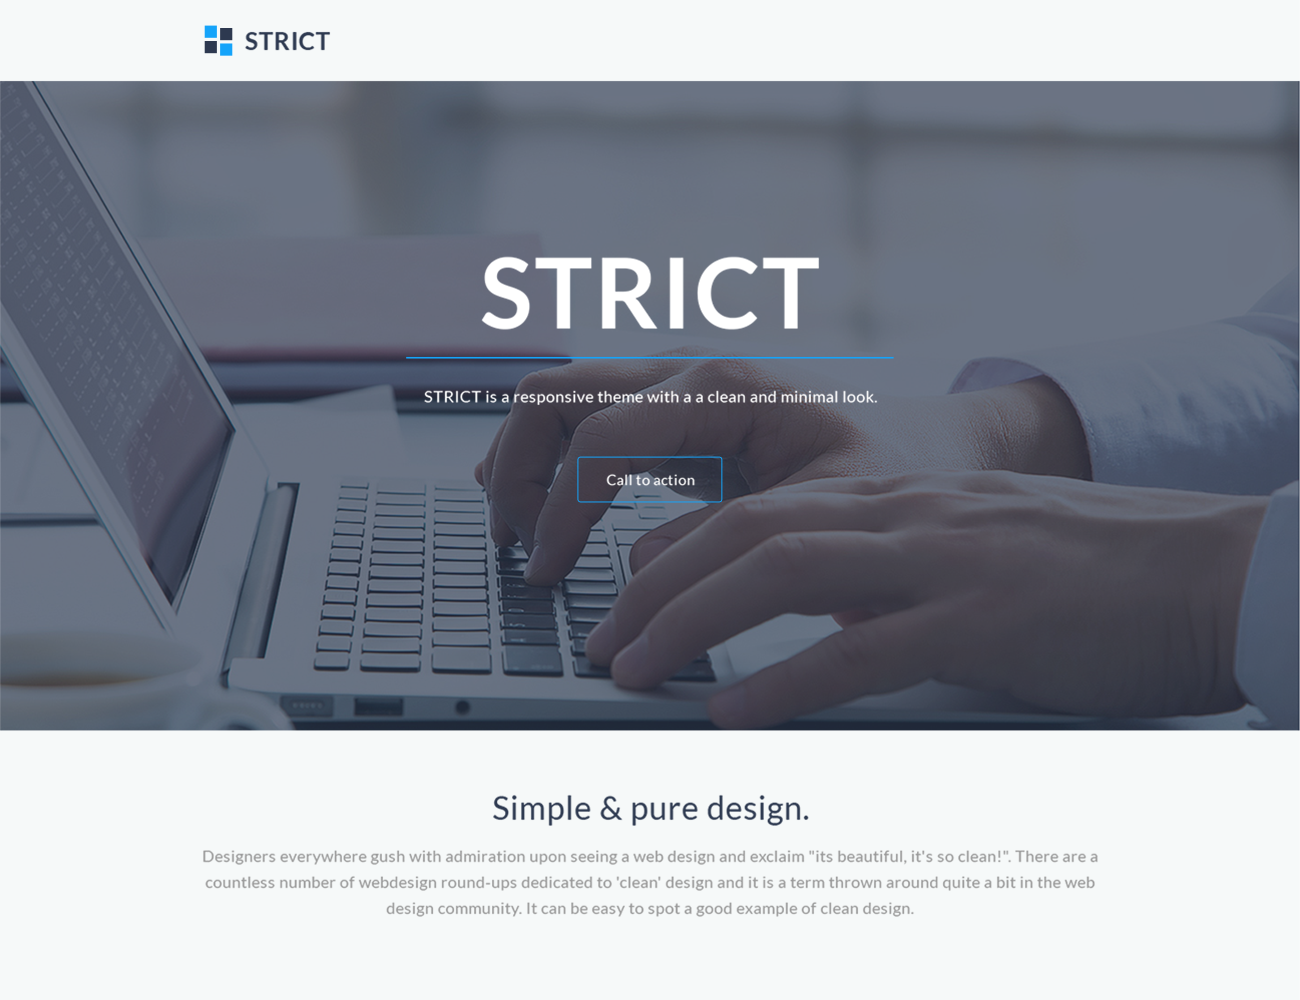 STRICT
STRICT
STRICT is a responsive theme with a a clean and minimal look.
Call to action
Simple & pure design.
Designers everywhere gush with admiration upon seeing a web design and exclaim "its beautiful, it's so clean!". There are a
countless number of webdesign round-ups dedicated to 'clean' design and it is a term thrown around quite a bit in the web
design community. It can be easy to spot a good example of clean design.